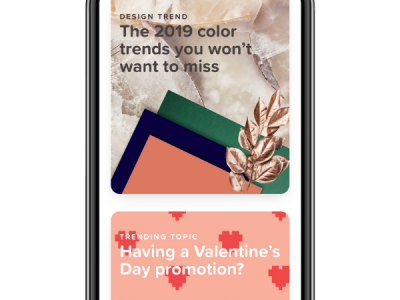 DESIGN TREND
The 2019 color
trends you won’t
want to miss
TRENDING TOPIC
Having a Valentine’s
Day promotion?